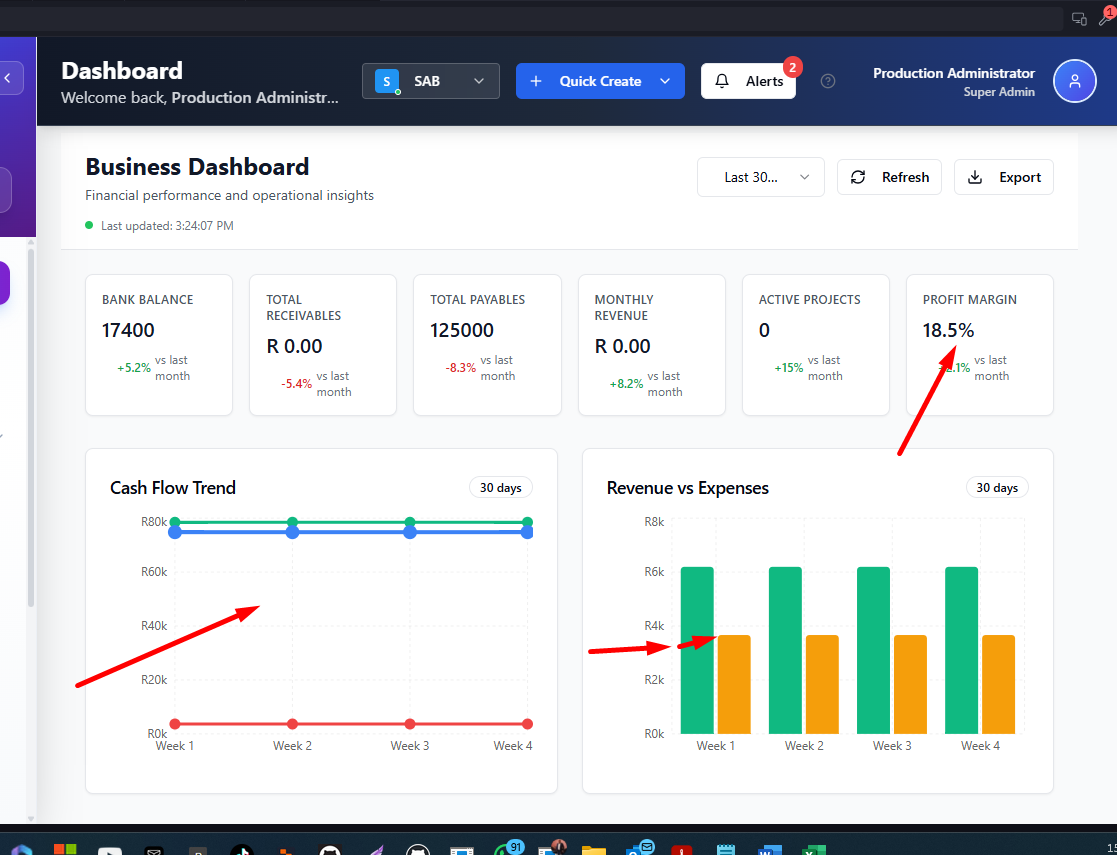 1
Dashboard
Welcome back, Production Administr...
S SAB
Quick Create
Alerts 2
Production Administrator
Super Admin
Business Dashboard
Financial performance and operational insights
Last updated: 3:24:07 PM
Last 30...
Refresh
Export
BANK BALANCE
17400
+5.2% vs last
month
TOTAL
RECEIVABLES
R 0.00
-5.4% vs last
month
TOTAL PAYABLES
125000
-8.3% vs last
month
MONTHLY
REVENUE
R 0.00
+8.2% vs last
month
ACTIVE PROJECTS
0
+15% vs last
month
PROFIT MARGIN
18.5%
vs last
month
Cash Flow Trend
30 days
R80k
R60k
R40k
R20k
R0k
Week 1 Week 2 Week 3 Week 4
Revenue vs Expenses
30 days
R8k
R6k
R4k
R2k
R0k
Week 1 Week 2 Week 3 Week 4
91